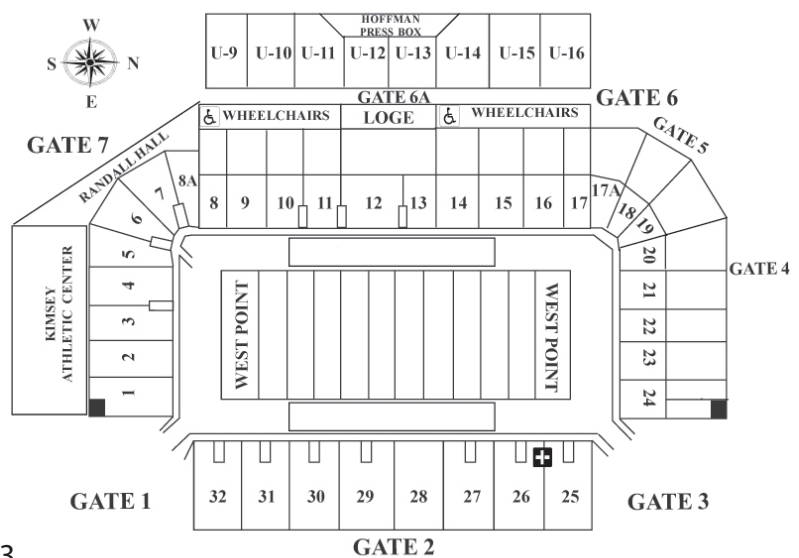 W
S N
E
HOFFMAN
PRESS BOX
U-9 U-10 U-11 U-12 U-13 U-14 U-15 U-16
GATE 6A
GATE 6
WHEELCHAIRS LOGE WHEELCHAIRS
GATE 7
RANDALL HALL
GATE 5
8A 8 9 10 11 12 13 14 15 16 17 17A
7
6
5
4
3
2
1
18
19
20
21
22
23
24
GATE 4
KIMSEY
ATHLETIC CENTER
WEST POINT
WEST POINT
32 31 30 29 28 27 26 25
GATE 1
GATE 3
GATE 2
3